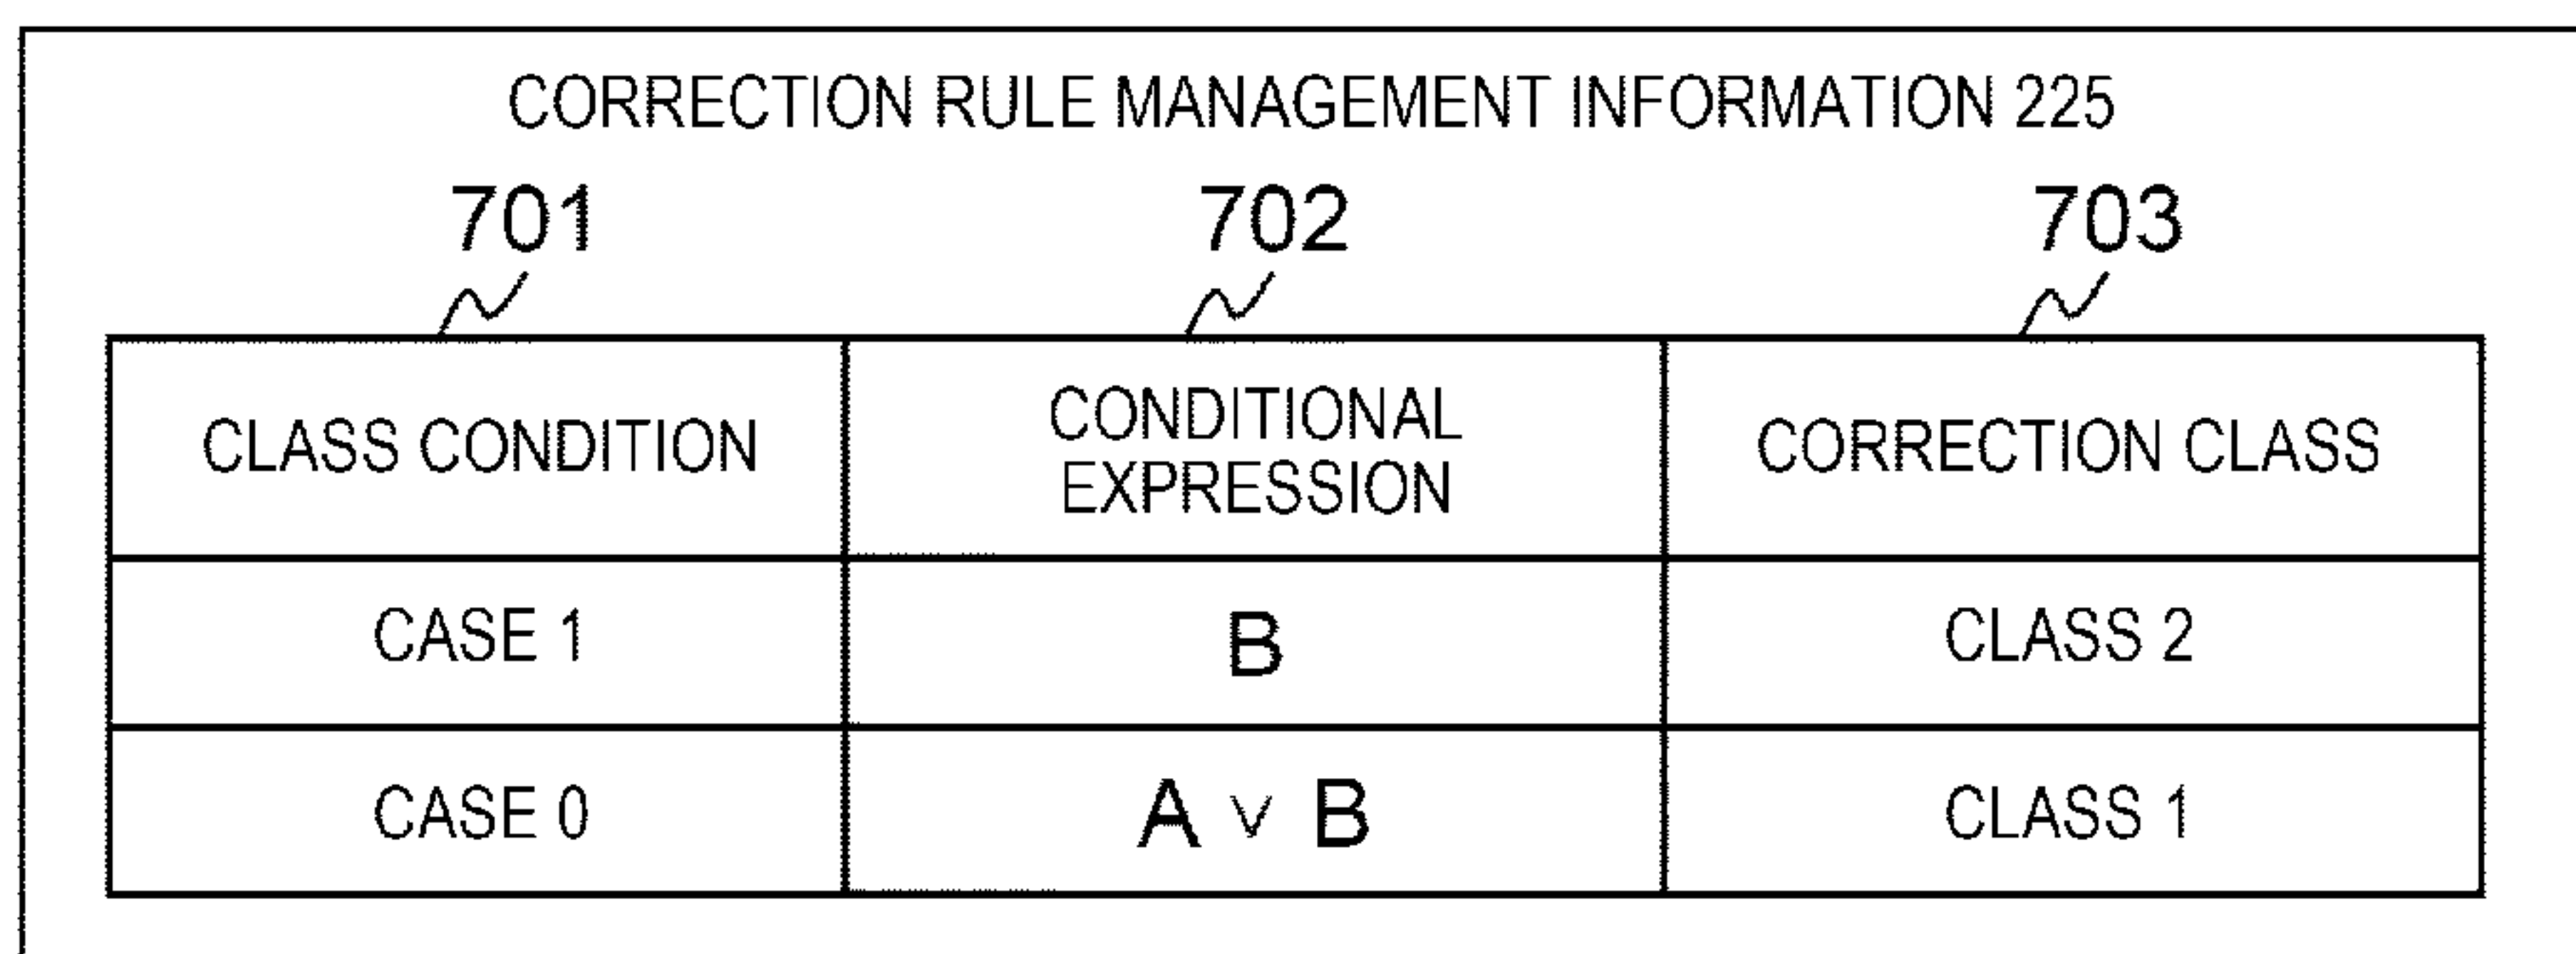 CORRECTION RULE MANAGEMENT INFORMATION 225
701 702 703
CLASS CONDITION CONDITIONAL EXPRESSION CORRECTION CLASS
CASE 1 B CLASS 2
CASE 0 A ∨ B CLASS 1